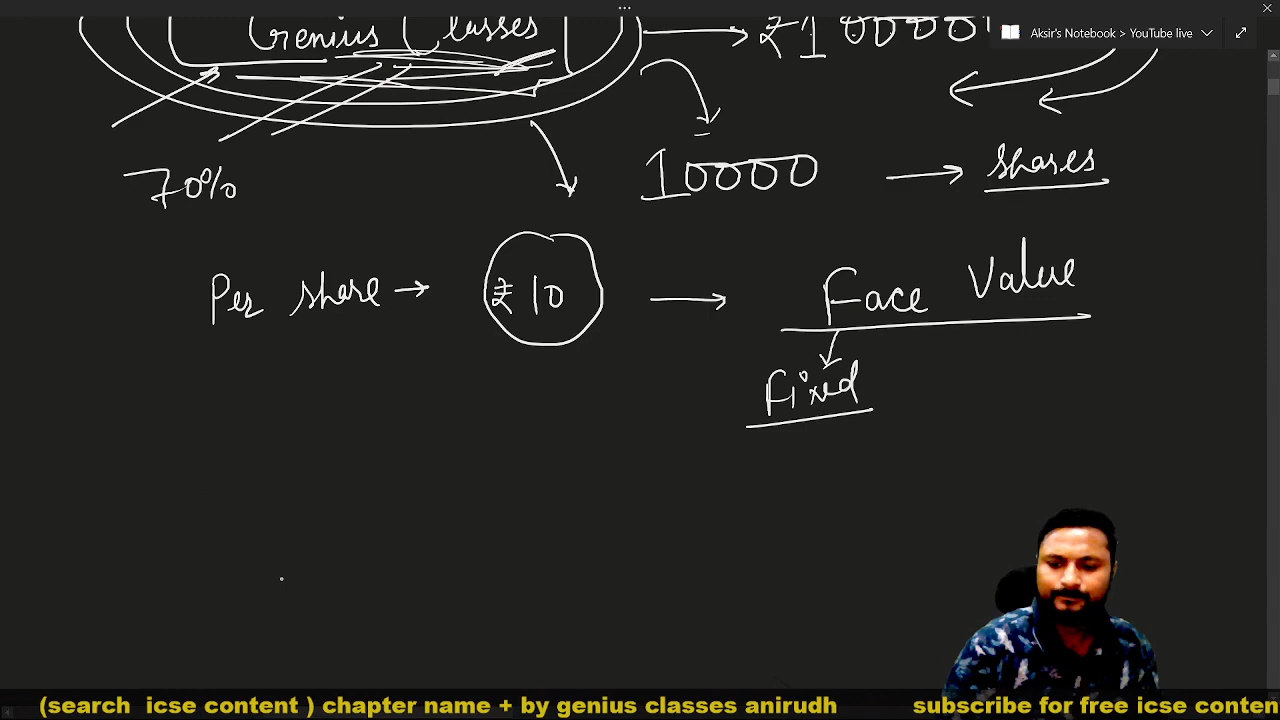 Genius Classes → ₹100000
Aksir's Notebook > YouTube live
70%
10000 → shares
Per share → ₹10 → Face Value
Fixed
(search icse content ) chapter name + by genius classes anirudh subscribe for free icse conten